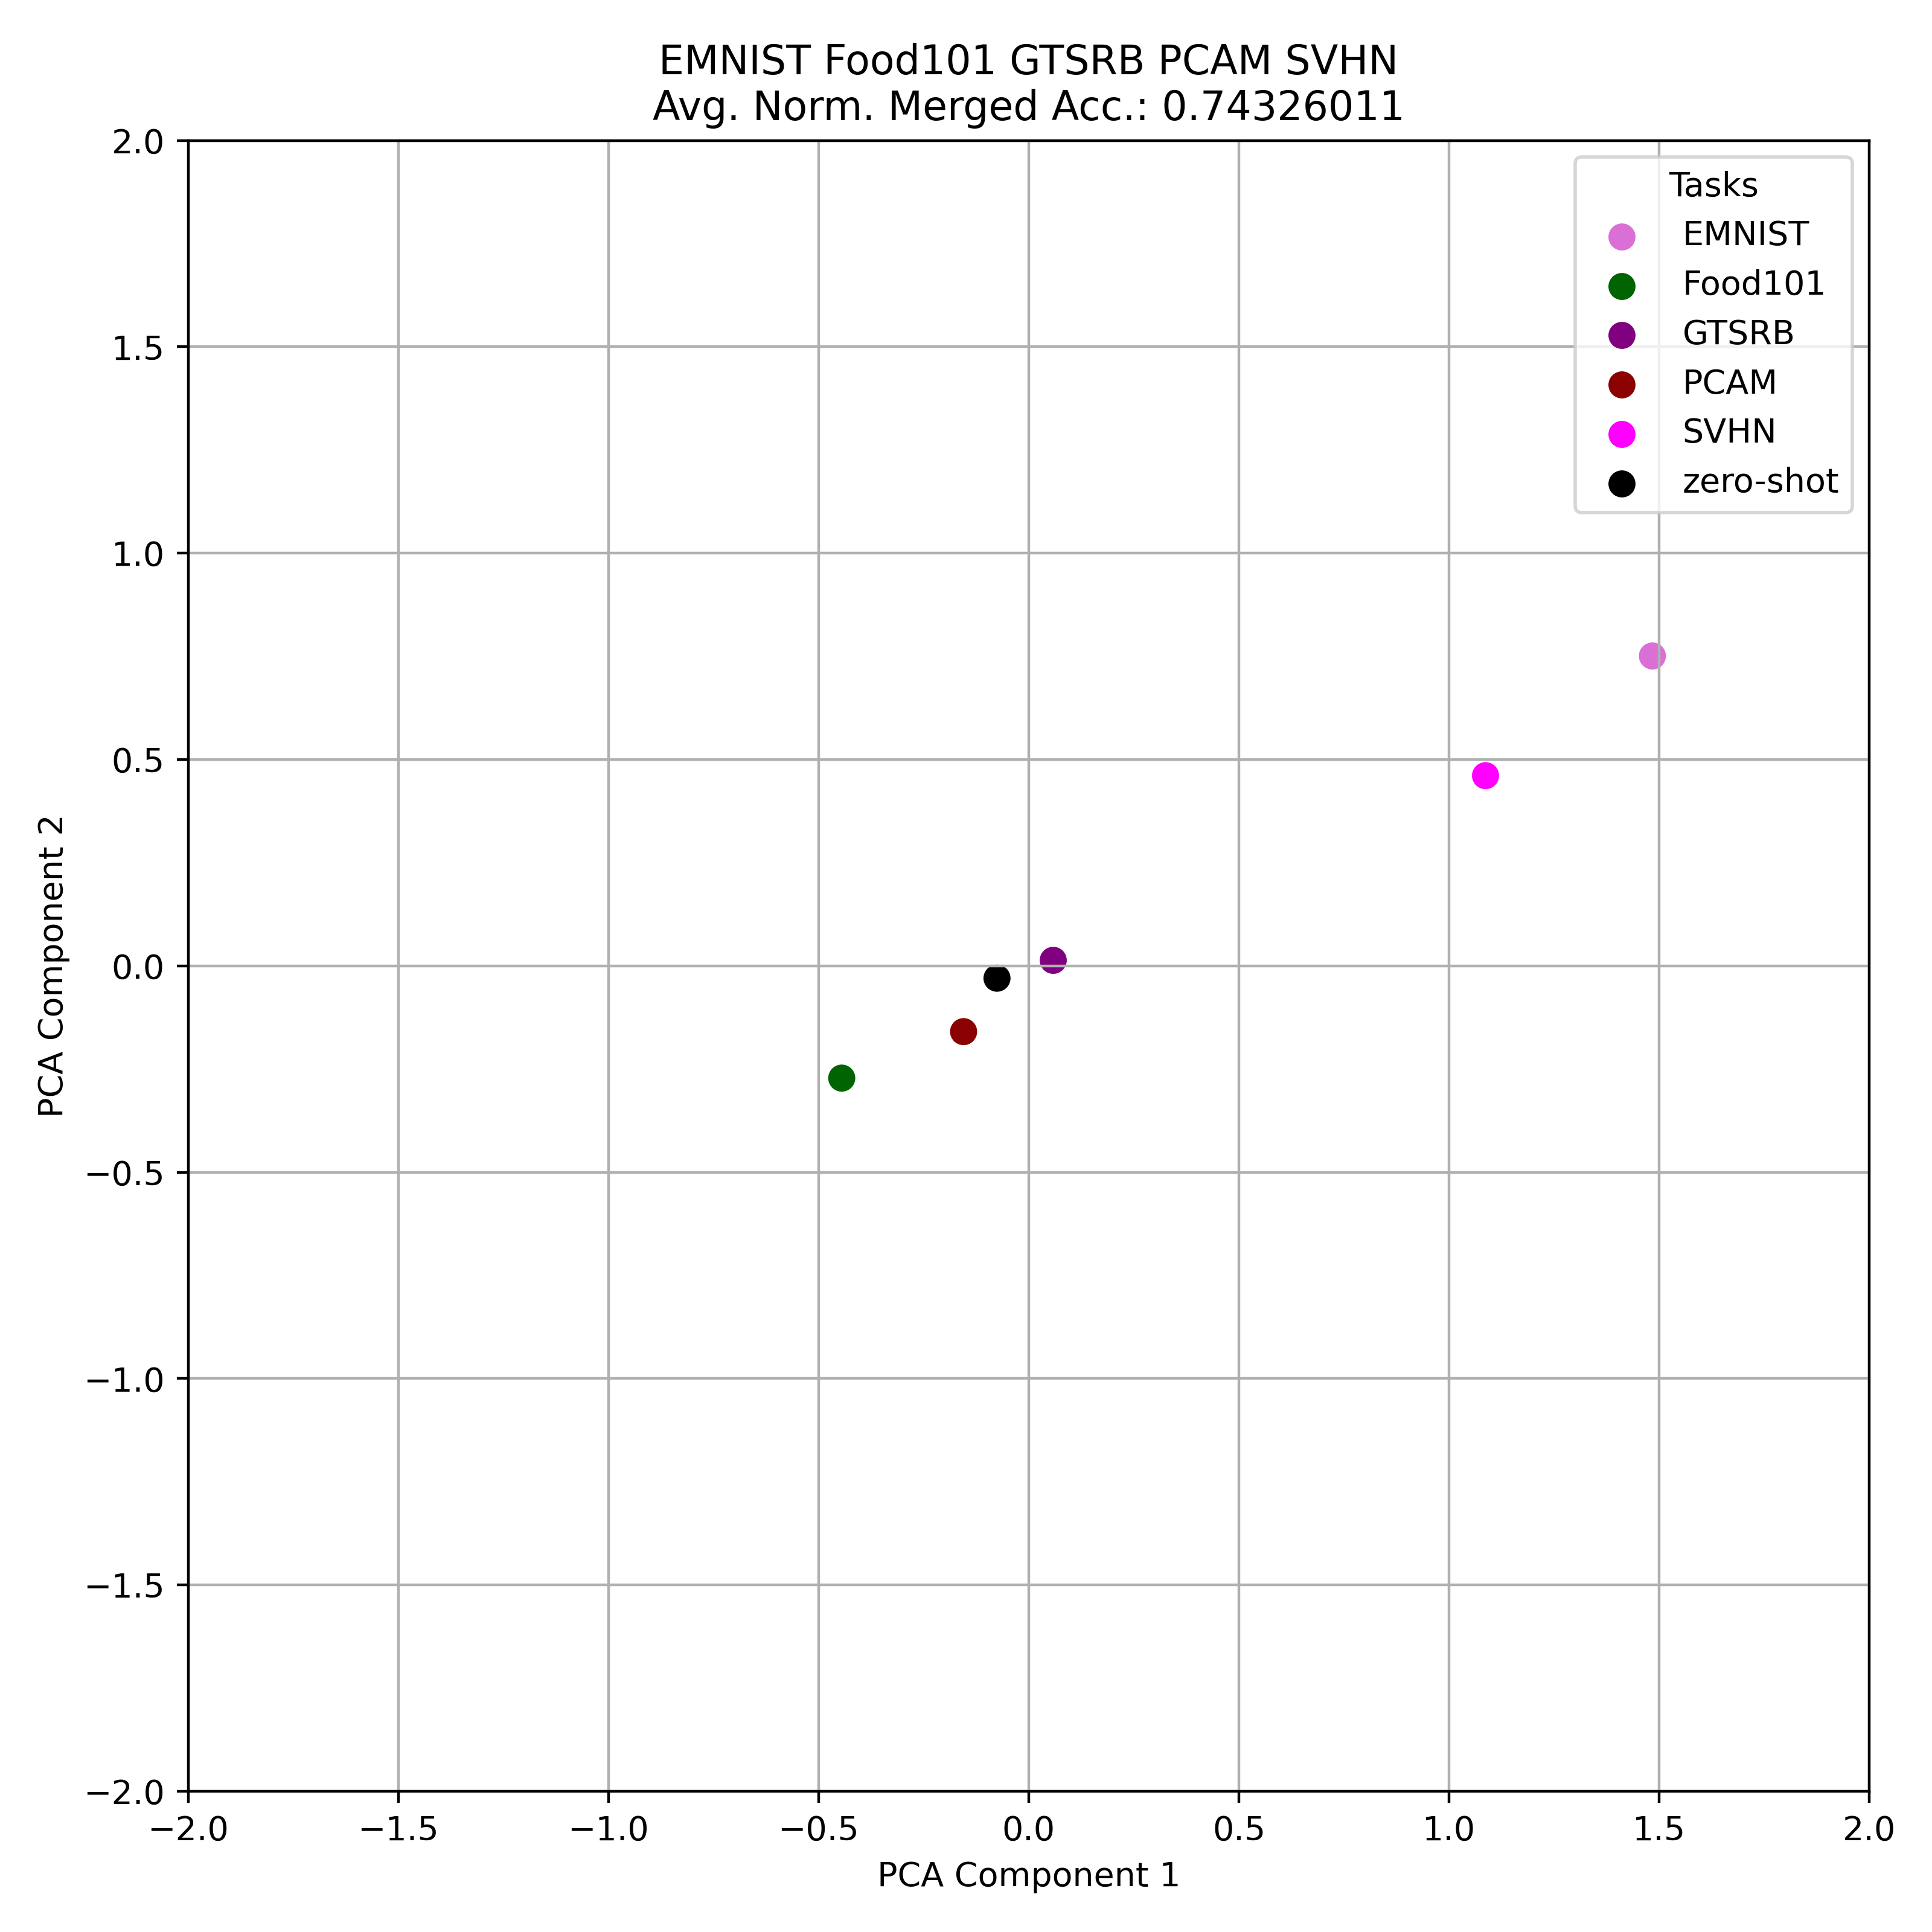 EMNIST Food101 GTSRB PCAM SVHN
Avg. Norm. Merged Acc.: 0.74326011
Tasks
EMNIST
Food101
GTSRB
PCAM
SVHN
zero-shot
PCA Component 2
2.0
1.5
1.0
0.5
0.0
−0.5
−1.0
−1.5
−2.0
−2.0 −1.5 −1.0 −0.5 0.0 0.5 1.0 1.5 2.0
PCA Component 1